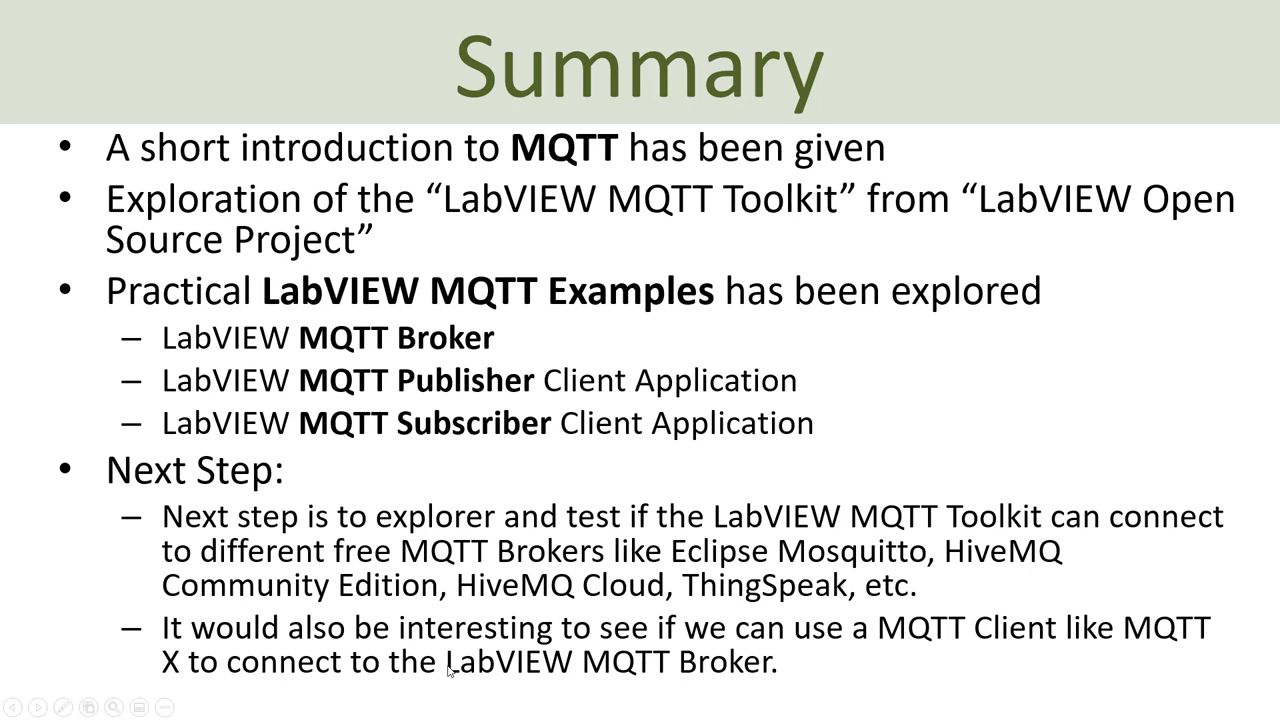 Summary
• A short introduction to MQTT has been given
• Exploration of the “LabVIEW MQTT Toolkit” from “LabVIEW Open
Source Project”
• Practical LabVIEW MQTT Examples has been explored
– LabVIEW MQTT Broker
– LabVIEW MQTT Publisher Client Application
– LabVIEW MQTT Subscriber Client Application
• Next Step:
– Next step is to explorer and test if the LabVIEW MQTT Toolkit can connect
to different free MQTT Brokers like Eclipse Mosquitto, HiveMQ
Community Edition, HiveMQ Cloud, ThingSpeak, etc.
– It would also be interesting to see if we can use a MQTT Client like MQTT
X to connect to the LabVIEW MQTT Broker.